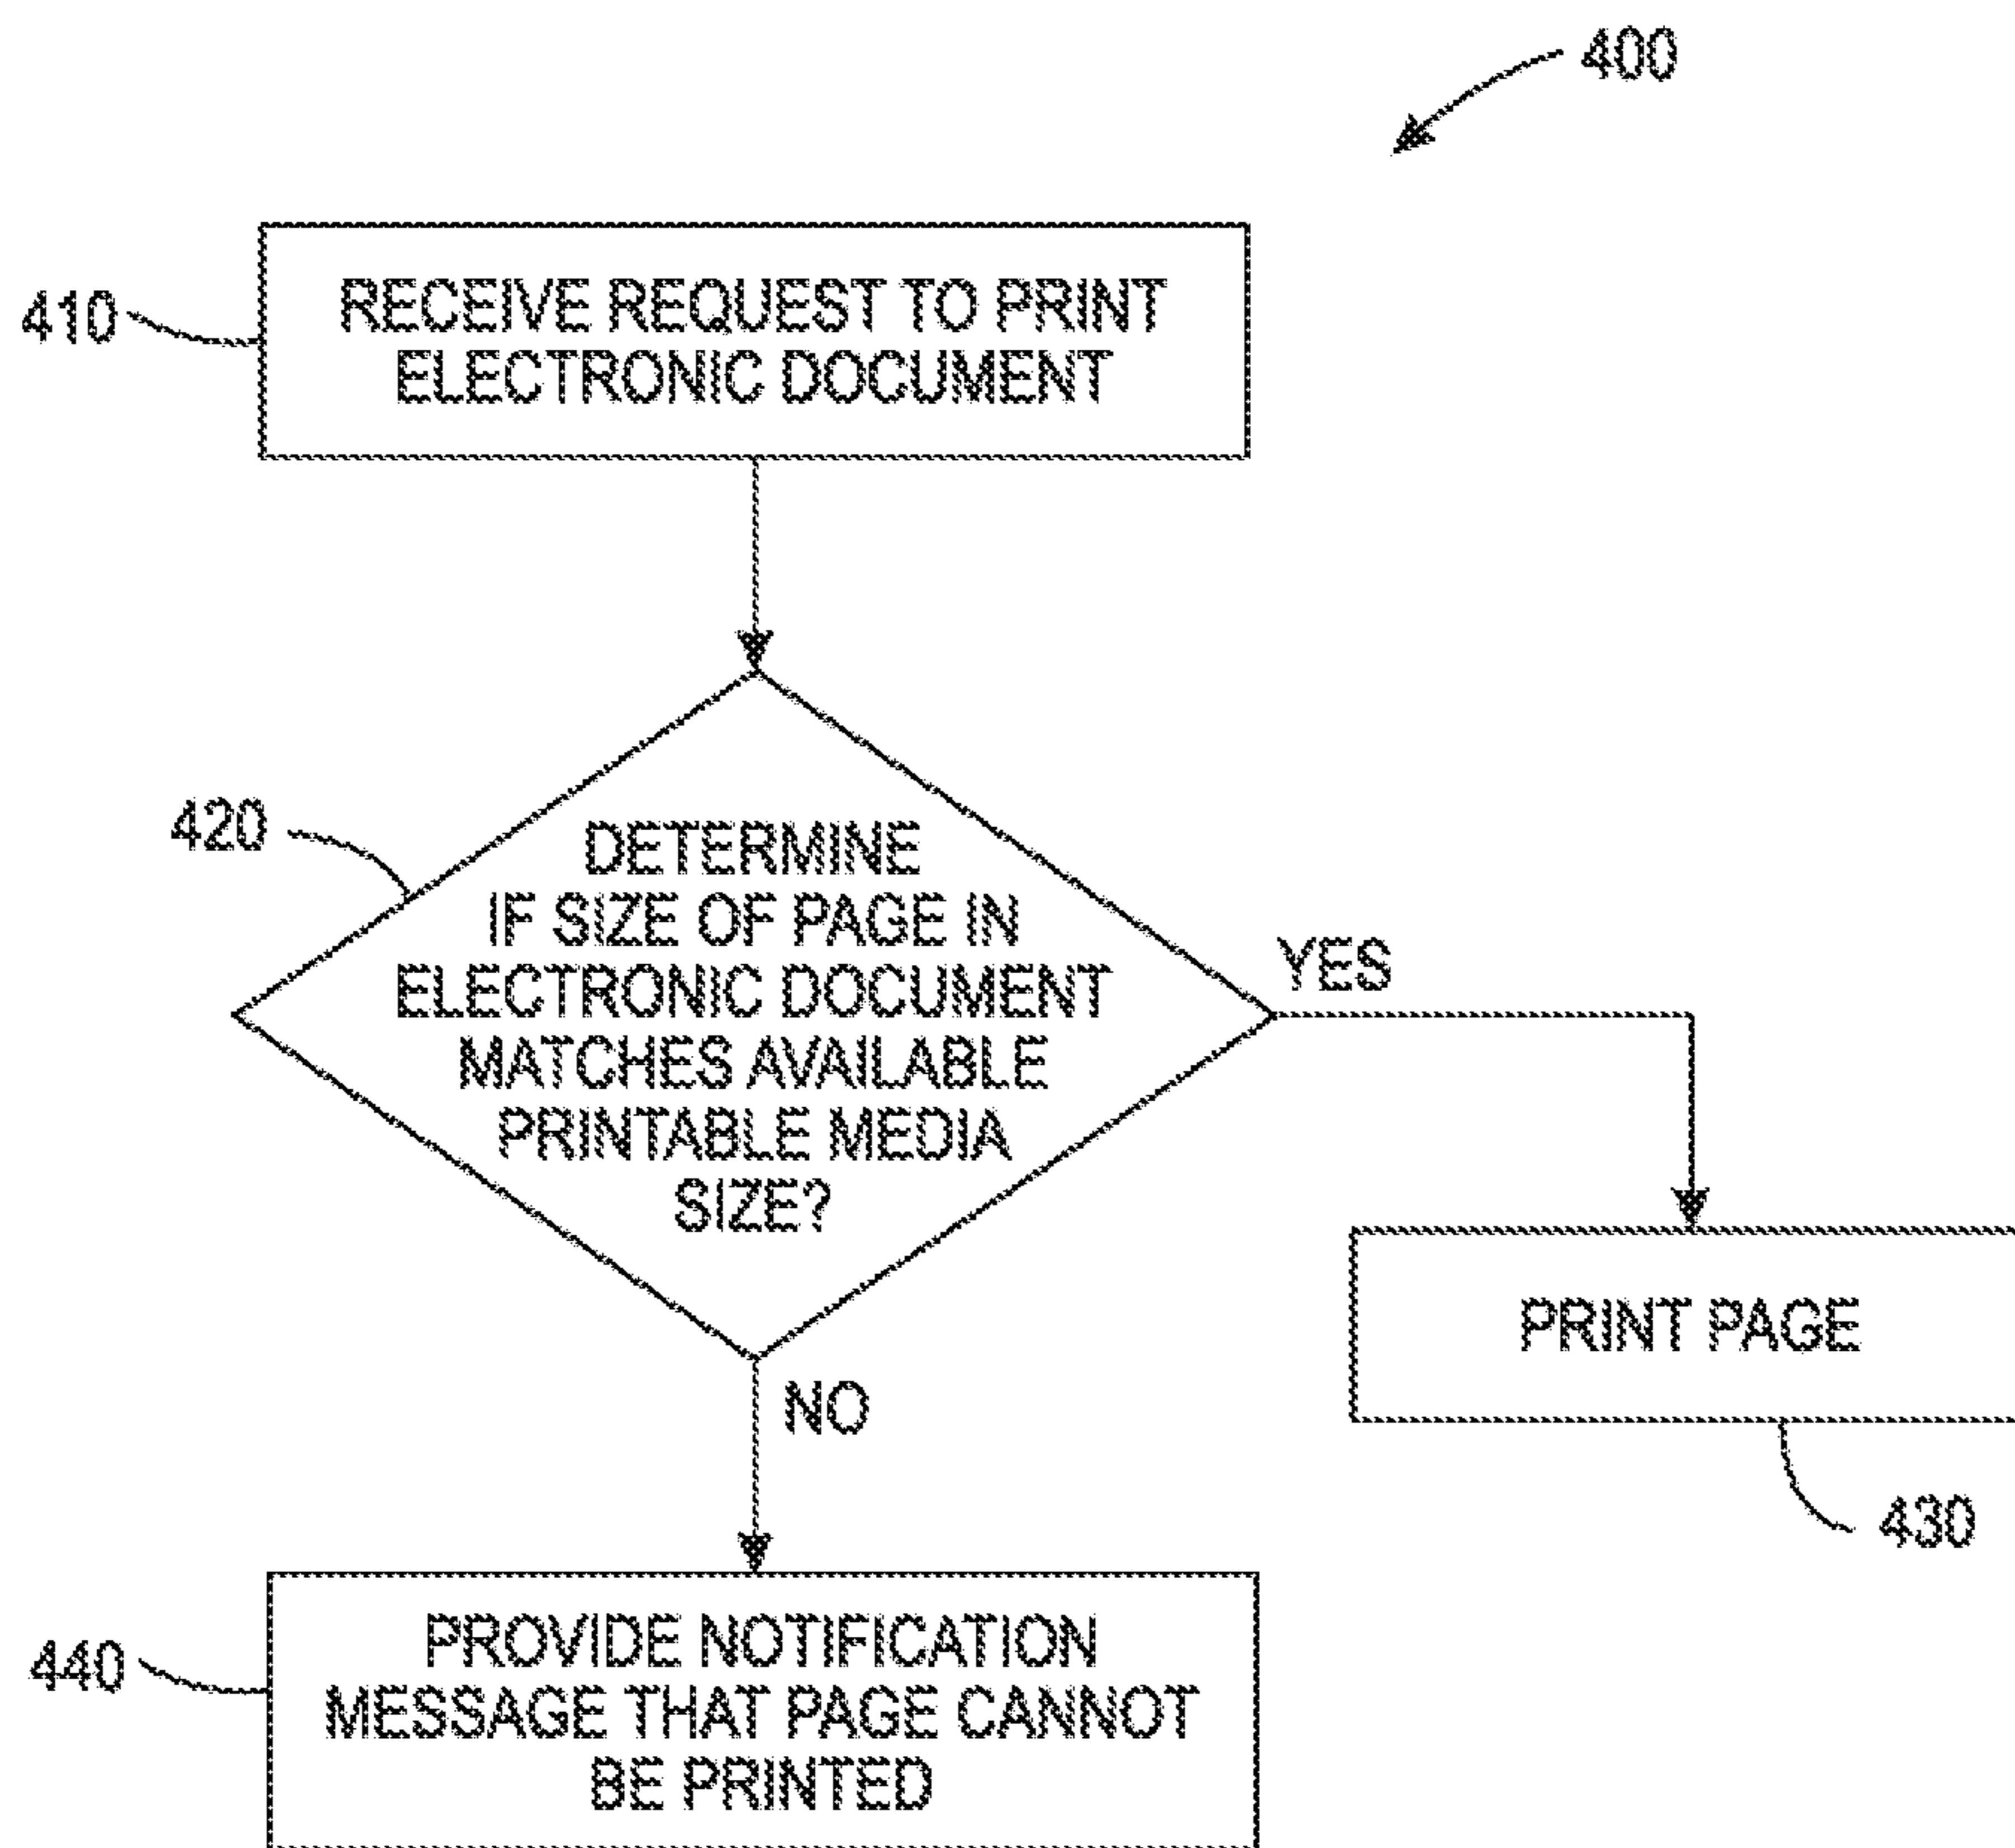 400
410
RECEIVE REQUEST TO PRINT
ELECTRONIC DOCUMENT
420
DETERMINE
IF SIZE OF PAGE IN
ELECTRONIC DOCUMENT
MATCHES AVAILABLE
PRINTABLE MEDIA
SIZE?
YES
PRINT PAGE
430
NO
440
PROVIDE NOTIFICATION
MESSAGE THAT PAGE CANNOT
BE PRINTED